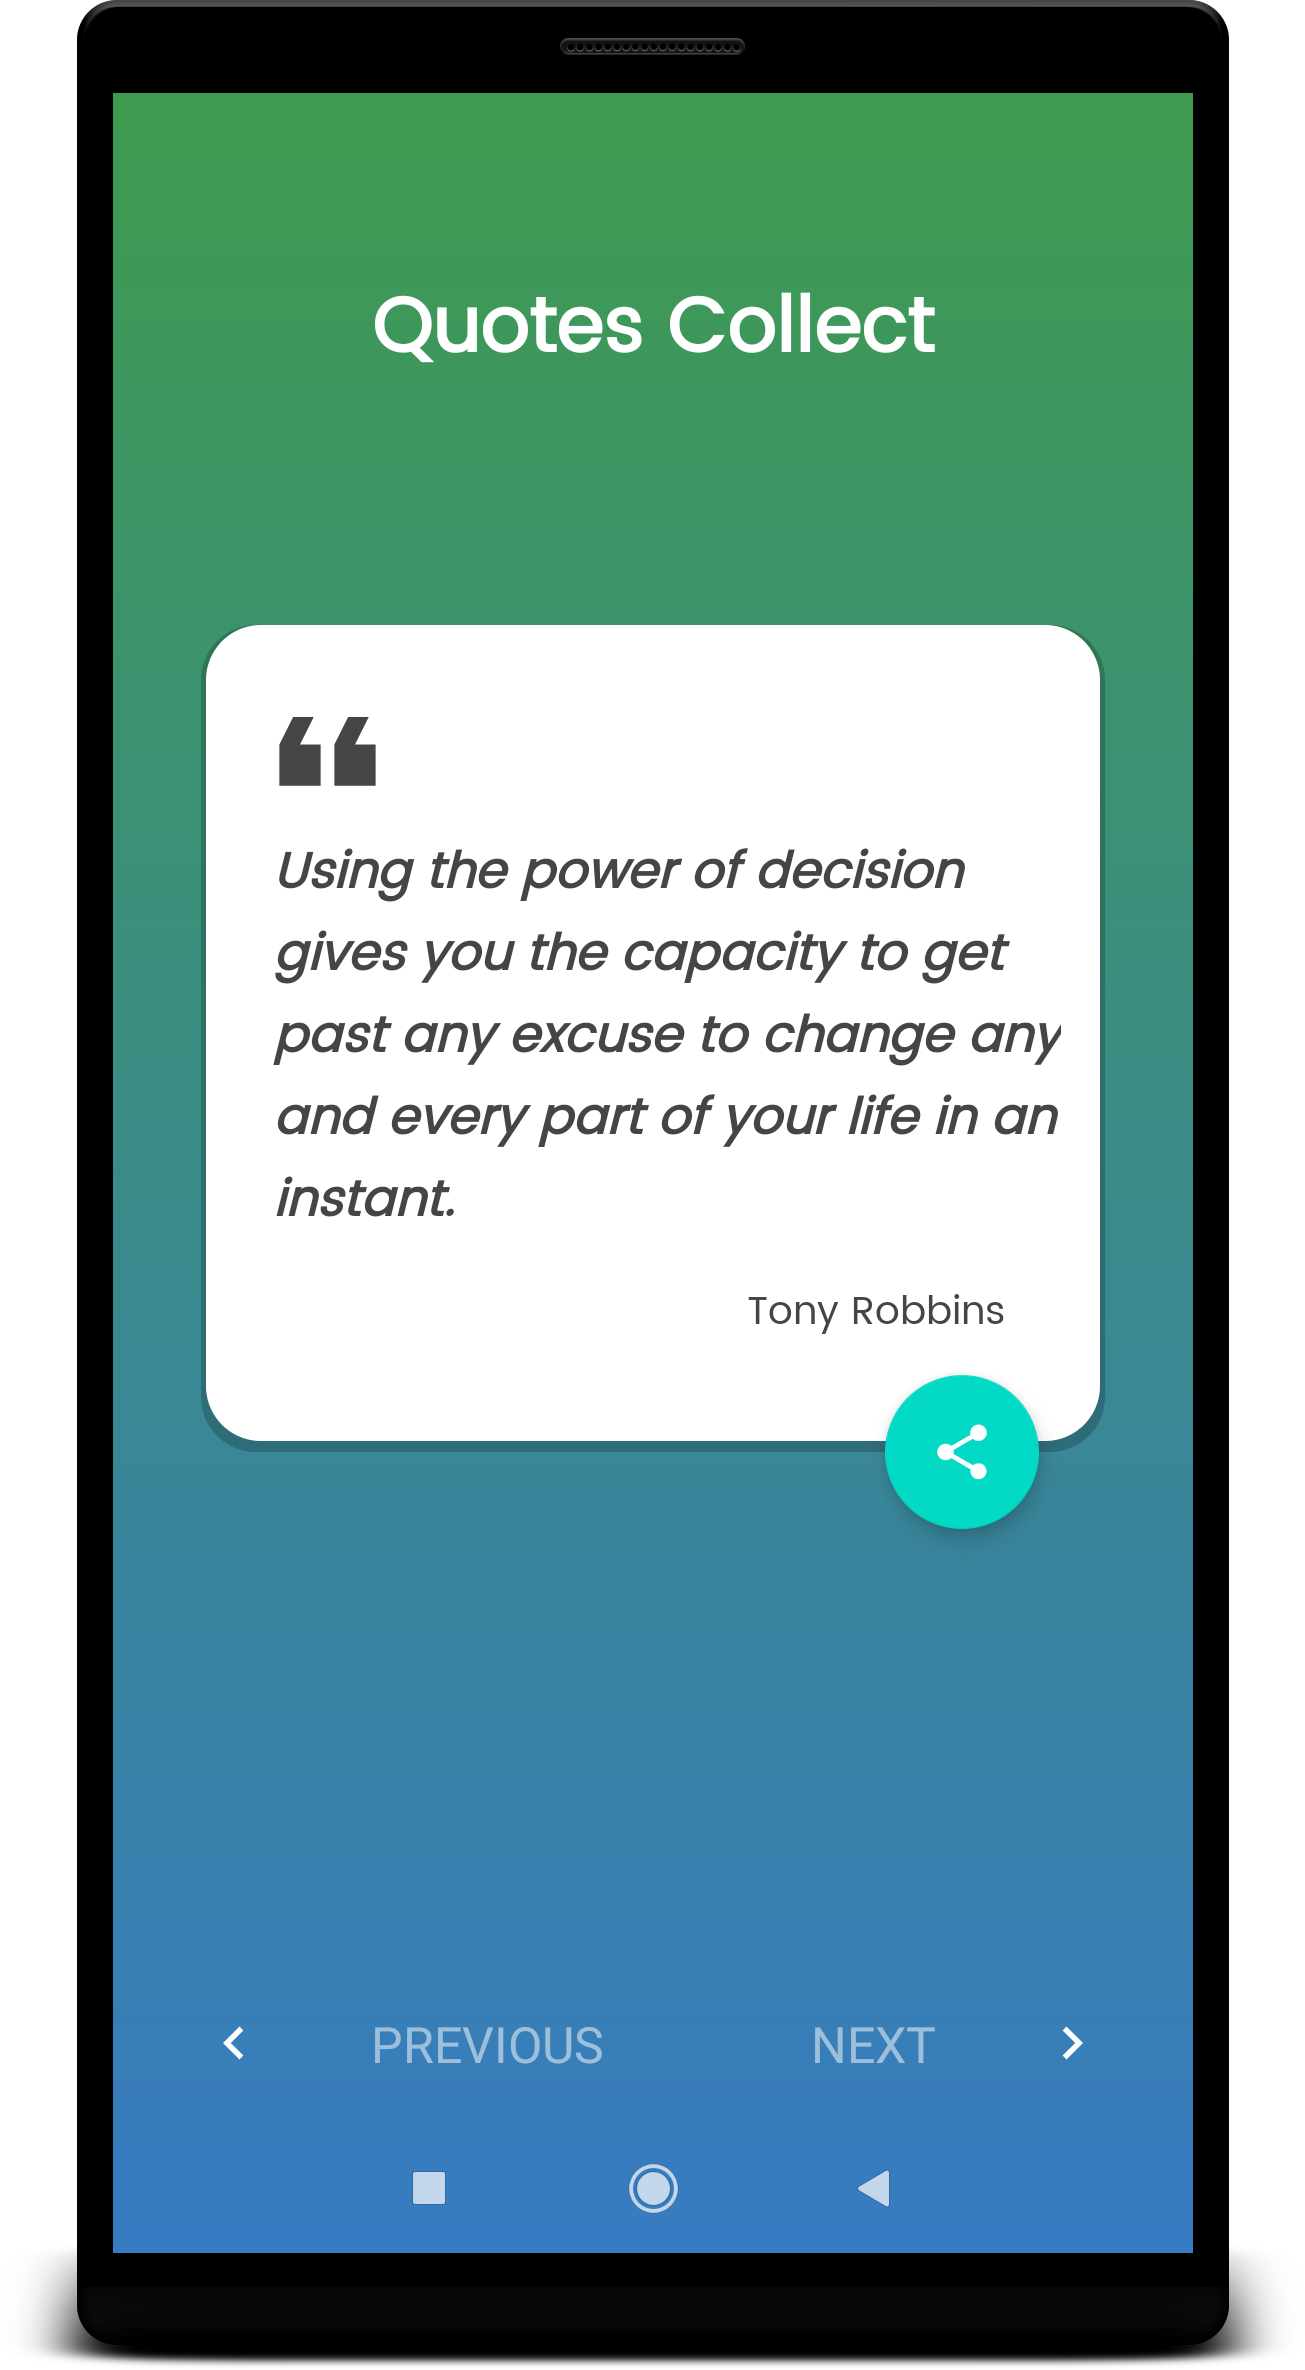 Quotes Collect
Using the power of decision
gives you the capacity to get
past any excuse to change any
and every part of your life in an
instant.
Tony Robbins
PREVIOUS NEXT